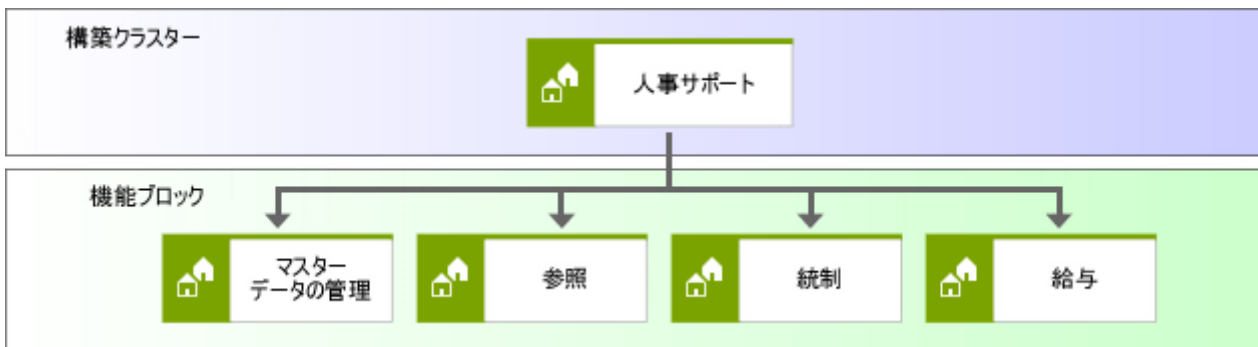 構築クラスター
人事サポート
機能ブロック
マスター
データの管理
参照
統制
給与